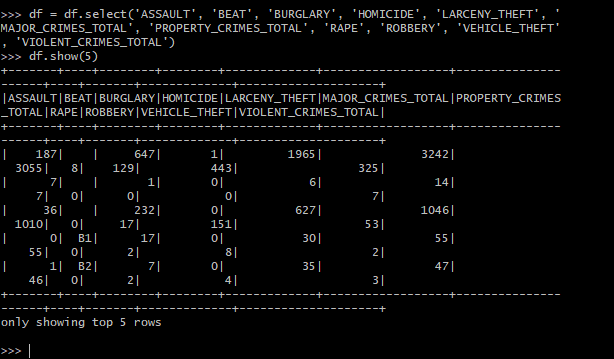 >>> df = df.select('ASSAULT', 'BEAT', 'BURGLARY', 'HOMICIDE', 'LARCENY_THEFT', '
MAJOR_CRIMES_TOTAL', 'PROPERTY_CRIMES_TOTAL', 'RAPE', 'ROBBERY', 'VEHICLE_THEFT'
, 'VIOLENT_CRIMES_TOTAL')
>>> df.show(5)
+-------+----+--------+--------+-------------+------------------+----------------
------+----+-------+-------------+--------------------+
|ASSAULT|BEAT|BURGLARY|HOMICIDE|LARCENY_THEFT|MAJOR_CRIMES_TOTAL|PROPERTY_CRIMES
_TOTAL|RAPE|ROBBERY|VEHICLE_THEFT|VIOLENT_CRIMES_TOTAL|
+-------+----+--------+--------+-------------+------------------+----------------
------+----+-------+-------------+--------------------+
|    187|    |     647|       1|         1965|              3242|
  3055|   8|    129|          443|                 325|
|      7|    |       1|       0|            6|                14|
     7|   0|      0|            0|                   7|
|     36|    |     232|       0|          627|              1046|
  1010|   0|     17|          151|                  53|
|      0|  B1|      17|       0|           30|                55|
    55|   0|      2|            8|                   2|
|      1|  B2|       7|       0|           35|                47|
    46|   0|      2|            4|                   3|
+-------+----+--------+--------+-------------+------------------+----------------
------+----+-------+-------------+--------------------+
only showing top 5 rows
>>>